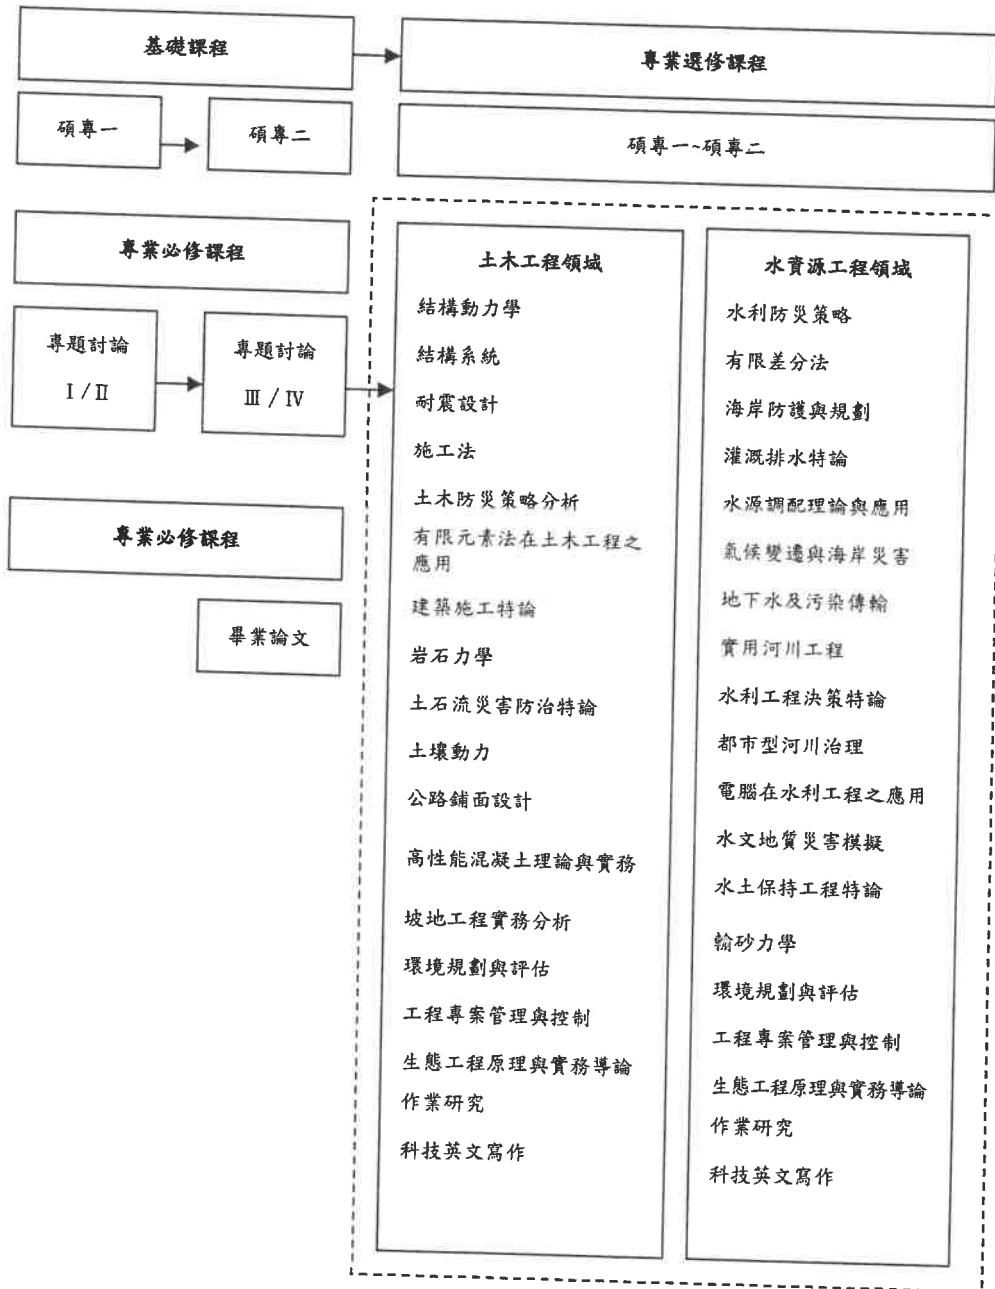 基礎課程
專業選修課程
碩專一
碩專二
碩專一~碩專二
專業必修課程
專題討論
I / II
專題討論
III / IV
專業必修課程
畢業論文
土木工程領域
結構動力學
結構系統
耐震設計
施工法
土木防災策略分析
有限元素法在土木工程之
應用
建築施工特論
岩石力學
土石流災害防治特論
土壤動力
公路鋪面設計
高性能混凝土理論與實務
坡地工程實務分析
環境規劃與評估
工程專案管理與控制
生態工程原理與實務導論
作業研究
科技英文寫作
水資源工程領域
水利防災策略
有限差分法
海岸防護與規劃
灌溉排水特論
水源調配理論與應用
氣候變遷與海岸災害
地下水及污染傳輸
實用河川工程
水利工程決策特論
都市型河川治理
電腦在水利工程之應用
水文地質災害模擬
水土保持工程特論
輸砂力學
環境規劃與評估
工程專案管理與控制
生態工程原理與實務導論
作業研究
科技英文寫作